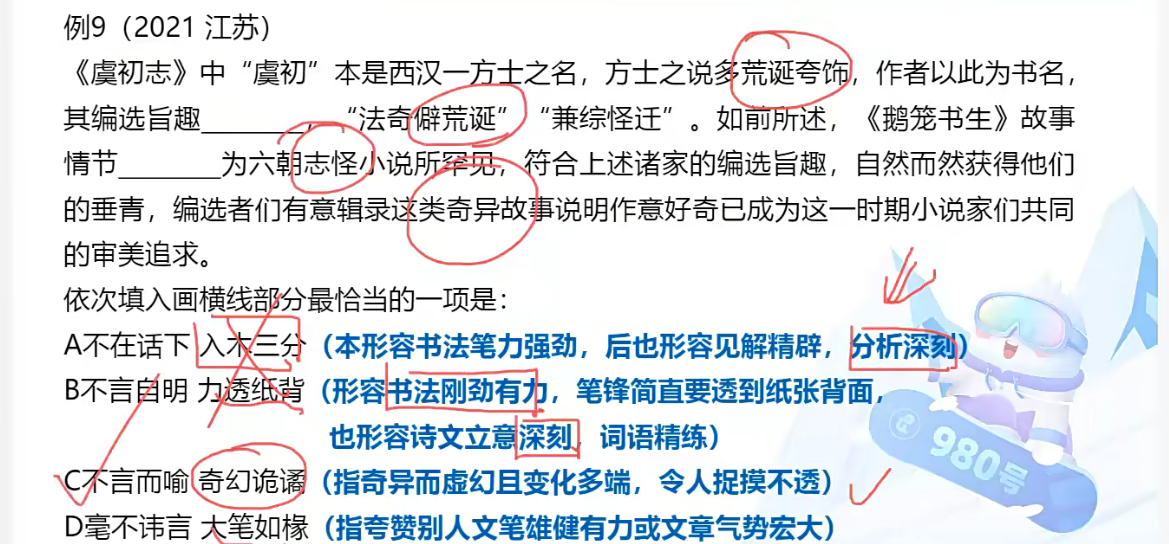 例9（2021 江苏）
《虞初志》中“虞初”本是西汉一方士之名，方士之说多荒诞夸饰，作者以此为书名，
其编选旨趣________，“法奇僻荒诞”“兼综怪迂”。如前所述，《鹅笼书生》故事
情节________为六朝志怪小说所罕见，符合上述诸家的编选旨趣，自然而然获得他们
的垂青，编选者们有意辑录这类奇异故事说明作意好奇已成为这一时期小说家们共同
的审美追求。
依次填入画横线部分最恰当的一项是：
A不在话下 入木三分（本形容书法笔力强劲，后也形容见解精辟，分析深刻）
B不言自明 力透纸背（形容书法刚劲有力，笔锋简直要透到纸张背面，
也形容诗文立意深刻，词语精练）
C不言而喻 奇幻诡谲（指奇异而虚幻且变化多端，令人捉摸不透）
D毫不讳言 大笔如椽（指夸赞别人文笔雄健有力或文章气势宏大）
980号